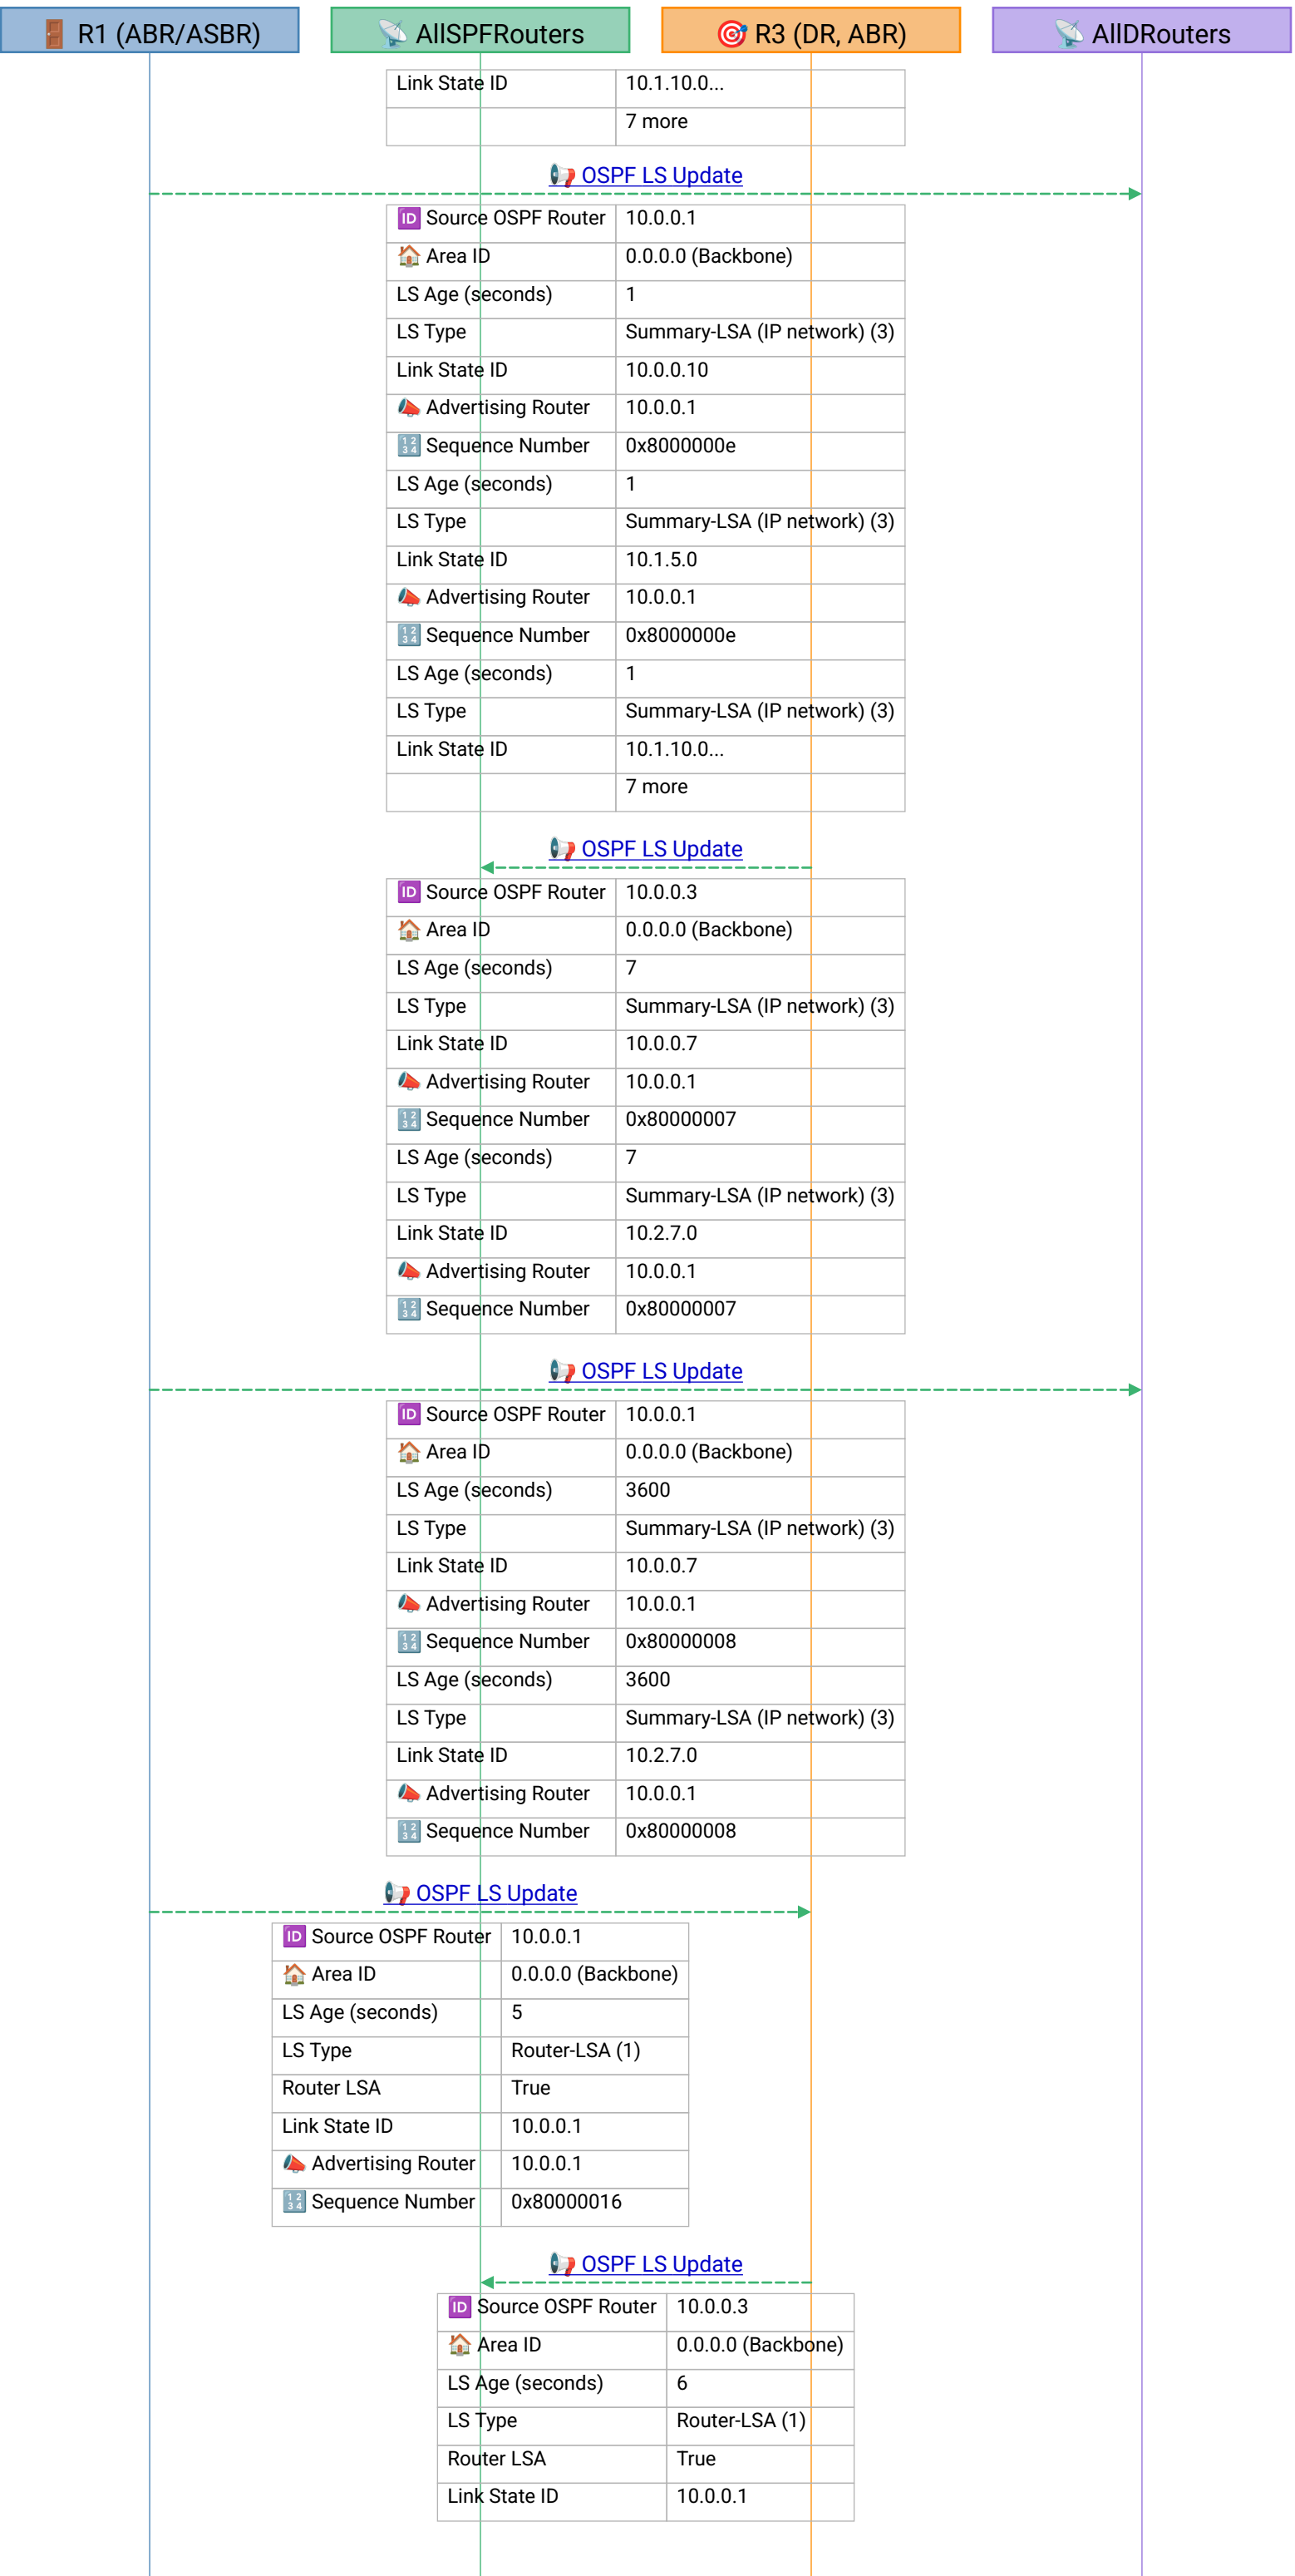 🚪 R1 (ABR/ASBR) 📡 AllSPFRouters 🎯 R3 (DR, ABR) 📡 AllDRouters
Link State ID 10.1.10.0...
7 more
📢 OSPF LS Update
🆔 Source OSPF Router 10.0.0.1
🏠 Area ID 0.0.0.0 (Backbone)
LS Age (seconds) 1
LS Type Summary-LSA (IP network) (3)
Link State ID 10.0.0.10
📣 Advertising Router 10.0.0.1
🔢 Sequence Number 0x8000000e
LS Age (seconds) 1
LS Type Summary-LSA (IP network) (3)
Link State ID 10.1.5.0
📣 Advertising Router 10.0.0.1
🔢 Sequence Number 0x8000000e
LS Age (seconds) 1
LS Type Summary-LSA (IP network) (3)
Link State ID 10.1.10.0...
7 more
📢 OSPF LS Update
🆔 Source OSPF Router 10.0.0.3
🏠 Area ID 0.0.0.0 (Backbone)
LS Age (seconds) 7
LS Type Summary-LSA (IP network) (3)
Link State ID 10.0.0.7
📣 Advertising Router 10.0.0.1
🔢 Sequence Number 0x80000007
LS Age (seconds) 7
LS Type Summary-LSA (IP network) (3)
Link State ID 10.2.7.0
📣 Advertising Router 10.0.0.1
🔢 Sequence Number 0x80000007
📢 OSPF LS Update
🆔 Source OSPF Router 10.0.0.1
🏠 Area ID 0.0.0.0 (Backbone)
LS Age (seconds) 3600
LS Type Summary-LSA (IP network) (3)
Link State ID 10.0.0.7
📣 Advertising Router 10.0.0.1
🔢 Sequence Number 0x80000008
LS Age (seconds) 3600
LS Type Summary-LSA (IP network) (3)
Link State ID 10.2.7.0
📣 Advertising Router 10.0.0.1
🔢 Sequence Number 0x80000008
📢 OSPF LS Update
🆔 Source OSPF Router 10.0.0.1
🏠 Area ID 0.0.0.0 (Backbone)
LS Age (seconds) 5
LS Type Router-LSA (1)
Router LSA True
Link State ID 10.0.0.1
📣 Advertising Router 10.0.0.1
🔢 Sequence Number 0x80000016
📢 OSPF LS Update
🆔 Source OSPF Router 10.0.0.3
🏠 Area ID 0.0.0.0 (Backbone)
LS Age (seconds) 6
LS Type Router-LSA (1)
Router LSA True
Link State ID 10.0.0.1